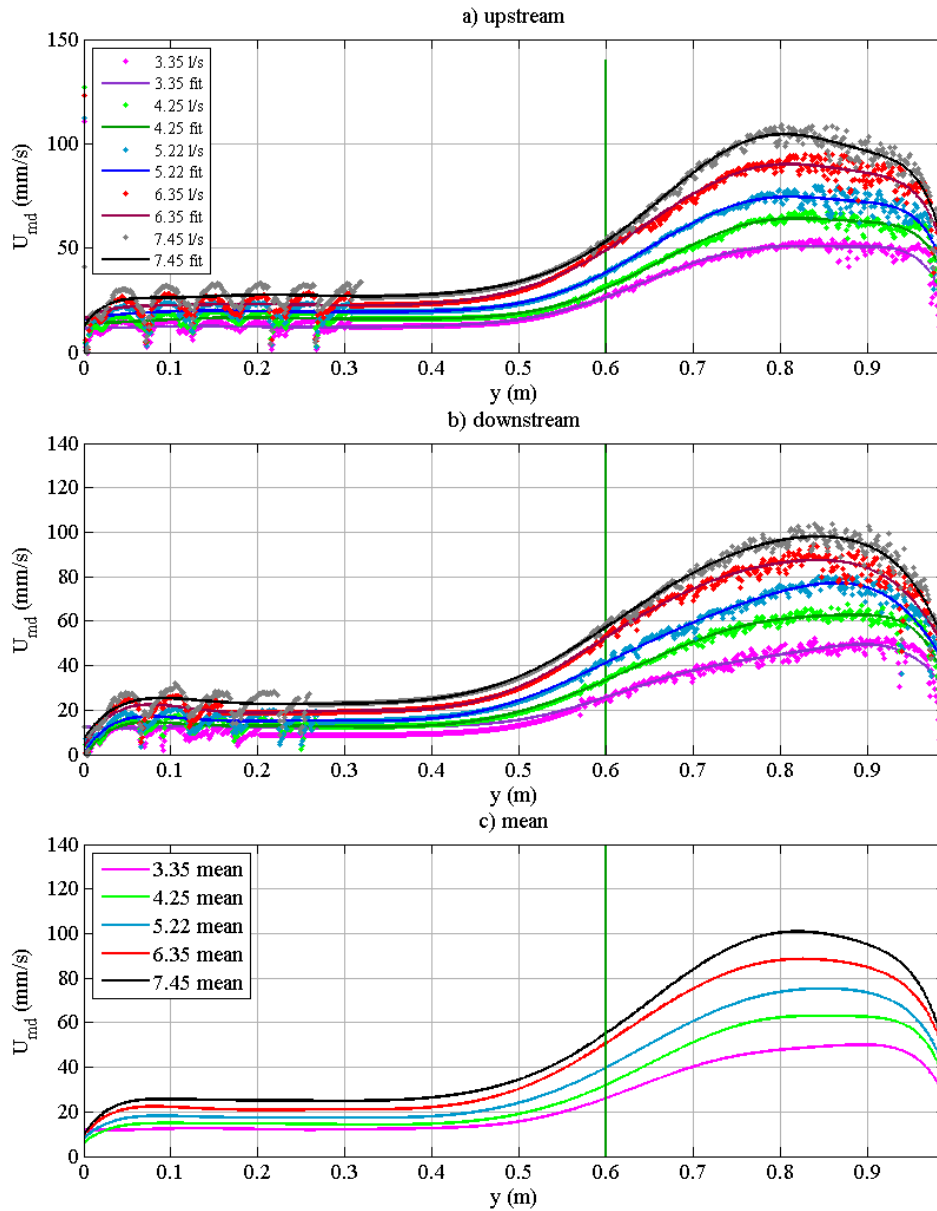 a) upstream
150
100
50
0
U_md (mm/s)
3.35 l/s
3.35 fit
4.25 l/s
4.25 fit
5.22 l/s
5.22 fit
6.35 l/s
6.35 fit
7.45 l/s
7.45 fit
0 0.1 0.2 0.3 0.4 0.5 0.6 0.7 0.8 0.9
y (m)
b) downstream
140
120
100
80
60
40
20
0
U_md (mm/s)
0 0.1 0.2 0.3 0.4 0.5 0.6 0.7 0.8 0.9
y (m)
c) mean
140
120
100
80
60
40
20
0
U_md (mm/s)
3.35 mean
4.25 mean
5.22 mean
6.35 mean
7.45 mean
0 0.1 0.2 0.3 0.4 0.5 0.6 0.7 0.8 0.9
y (m)